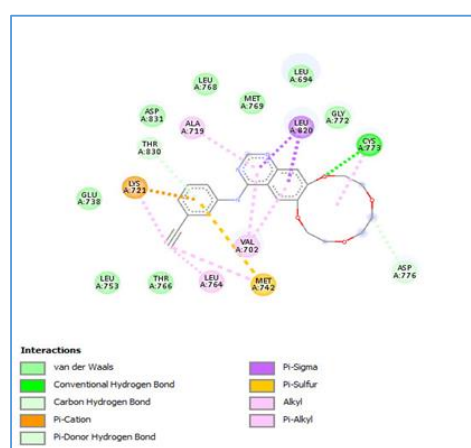 LEU
A:694
LEU
A:768
MET
A:769
ASP
A:831
GLY
A:772
ALA
A:719
LEU
A:820
CYS
A:773
THR
A:830
LYS
A:721
GLU
A:738
VAL
A:702
ASP
A:776
LEU
A:753
THR
A:766
LEU
A:764
MET
A:742
Interactions
van der Waals
Conventional Hydrogen Bond
Carbon Hydrogen Bond
Pi-Cation
Pi-Donor Hydrogen Bond
Pi-Sigma
Pi-Sulfur
Alkyl
Pi-Alkyl